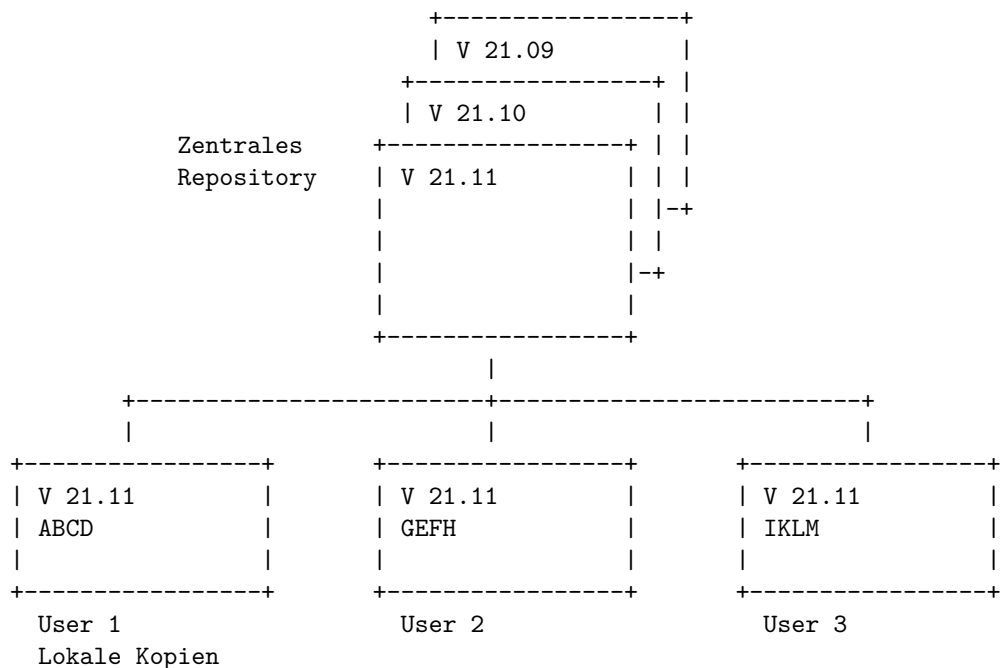 V 21.09
V 21.10
Zentrales
Repository
V 21.11
V 21.11
ABCD
V 21.11
GEFH
V 21.11
IKLM
User 1
Lokale Kopien
User 2
User 3